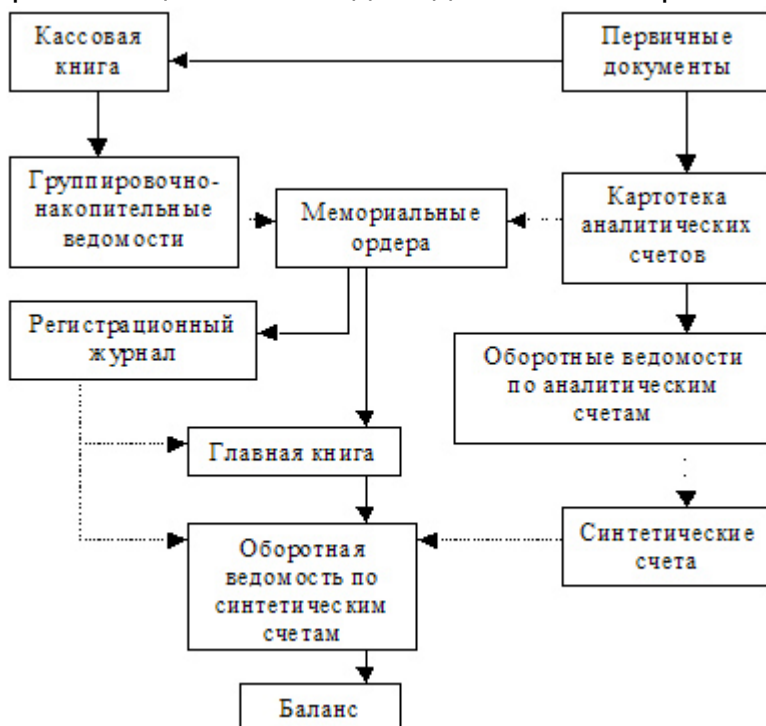 Кассовая
книга
Первичные
документы
Группировочно-
накопительные
ведомости
Мемориальные
ордера
Картотека
аналитических
счетов
Регистрационный
журнал
Оборотные ведомости
по аналитическим
счетам
Главная книга
Оборотная
ведомость по
синтетическим
счетам
Синтетические
счета
Баланс